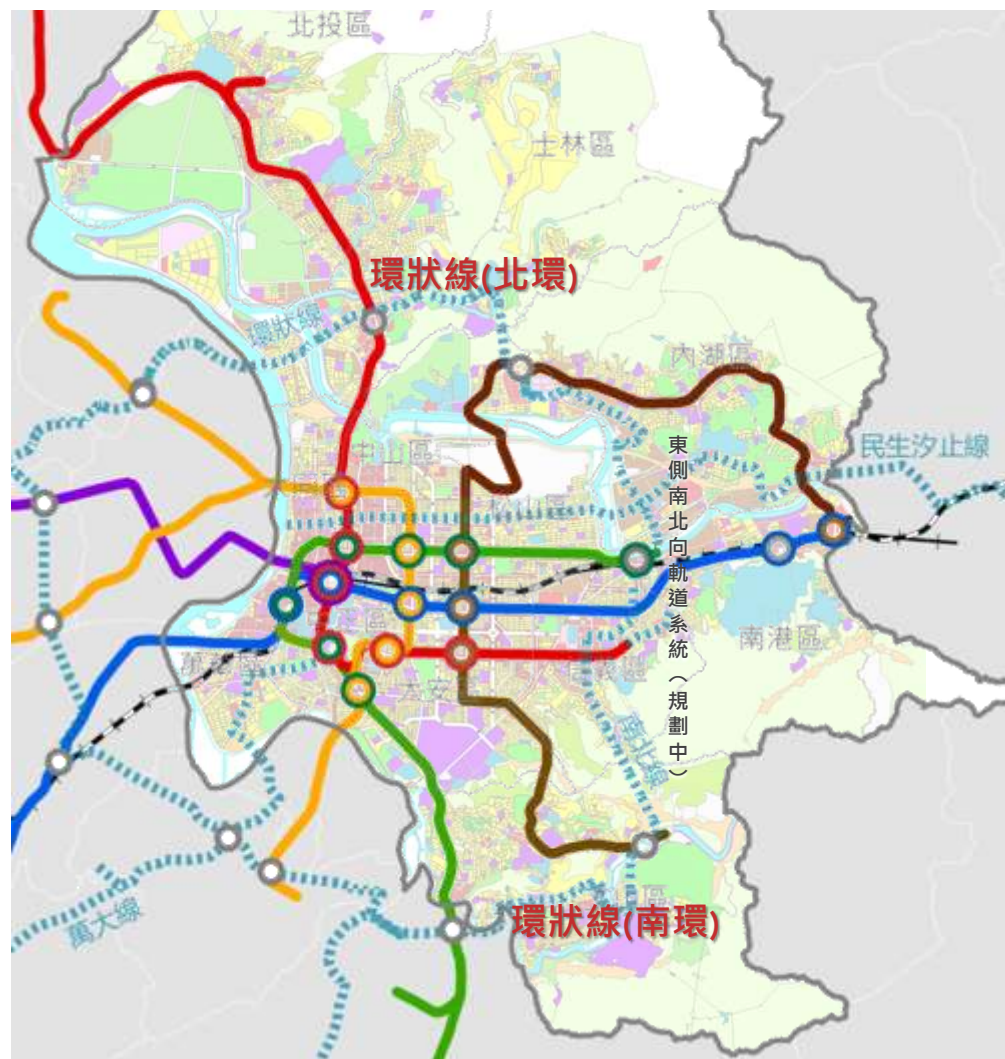 北投區
士林區
環狀線(北環)
環狀線
內湖區
民生汐止線
中山區
松山區
東側南北向軌道系統（規劃中）
南港區
信義區
大安
南北線
萬大線
環狀線(南環)